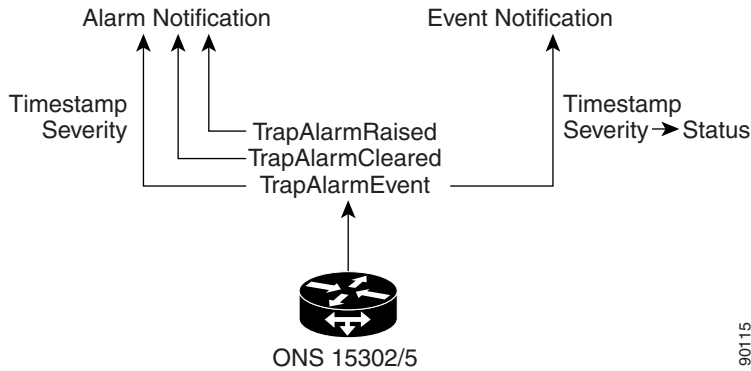 Alarm Notification
Event Notification
Timestamp
Severity
Timestamp
Severity Status
TrapAlarmRaised
TrapAlarmCleared
TrapAlarmEvent
ONS 15302/5
90115